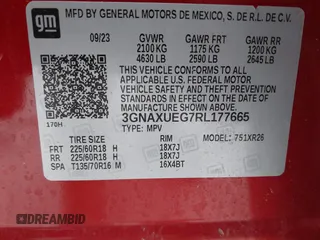 gm
MFD BY GENERAL MOTORS DE MEXICO, S. DE R.L. DE C.V.
09/23 GVWR GAWR FRT GAWR RR
2100 KG 1175 KG 1200 KG
4630 LB 2590 LB 2645 LB
THIS VEHICLE CONFORMS TO ALL
APPLICABLE U.S. FEDERAL MOTOR
VEHICLE SAFETY, BUMPER, AND THEFT
PREVENTION STANDARDS IN EFFECT ON
THE DATE OF MANUFACTURE SHOWN ABOVE.
3GNAXUEG7RL177665
TYPE: MPV MODEL: 751XR26
170H
TIRE SIZE RIM
FRT 225/60R18 H 18X7J
RR 225/60R18 H 18X7J
SPA T135/70R16 M 16X4BT
DREAMBID